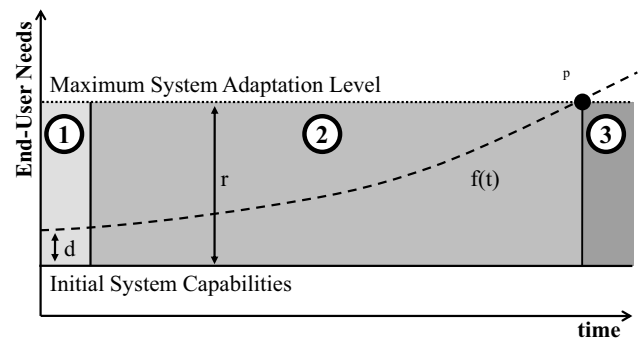 End-User Needs
p
Maximum System Adaptation Level
1
2
3
r
f(t)
d
Initial System Capabilities
time